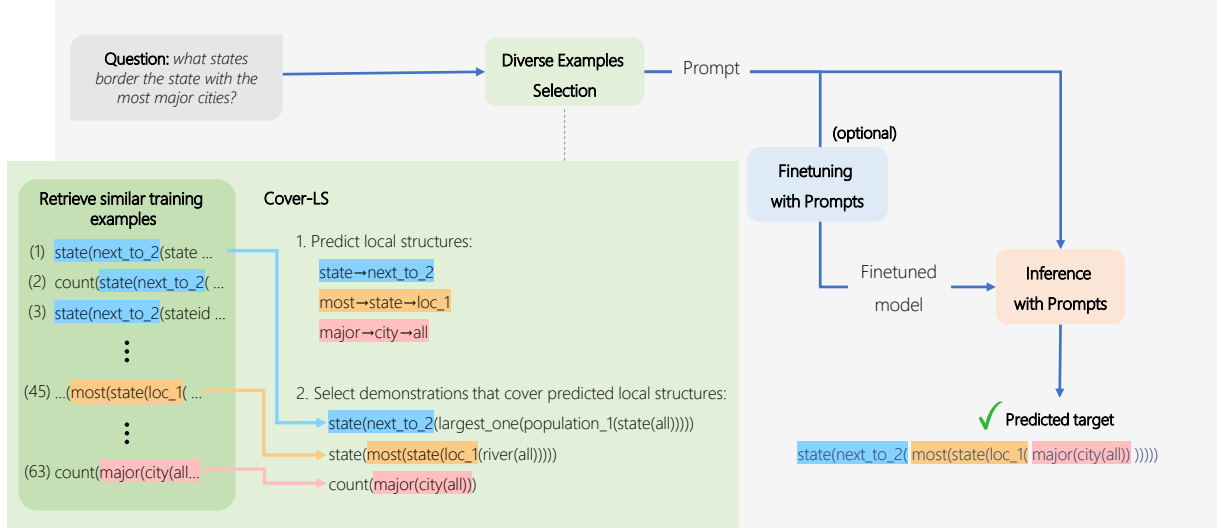 Question: what states
border the state with the
most major cities?
Diverse Examples
Selection
Prompt
(optional)
Finetuning
with Prompts
Finetuned
model
Inference
with Prompts
Predicted target
state(next_to_2( most(state(loc_1( major(city(all)) )))))
Retrieve similar training
examples
(1) state(next_to_2(state ...
(2) count(state(next_to_2( ...
(3) state(next_to_2(stateid ...
(45) ...(most(state(loc_1( ...
(63) count(major(city(all...
Cover-LS
1. Predict local structures:
state→next_to_2
most→state→loc_1
major→city→all
2. Select demonstrations that cover predicted local structures:
state(next_to_2(largest_one(population_1(state(all)))))
state(most(state(loc_1(river(all)))))
count(major(city(all)))